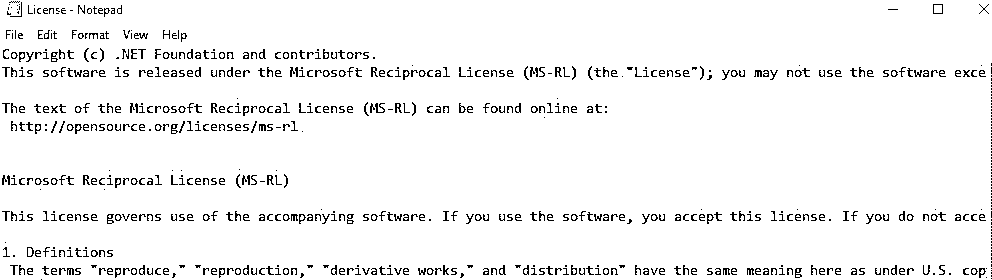 License - Notepad
File Edit Format View Help
Copyright (c) .NET Foundation and contributors.
This software is released under the Microsoft Reciprocal License (MS-RL) (the "License"); you may not use the software exce
The text of the Microsoft Reciprocal License (MS-RL) can be found online at:
http://opensource.org/licenses/ms-rl
Microsoft Reciprocal License (MS-RL)
This license governs use of the accompanying software. If you use the software, you accept this license. If you do not acce
1. Definitions
The terms "reproduce," "reproduction," "derivative works," and "distribution" have the same meaning here as under U.S. cop